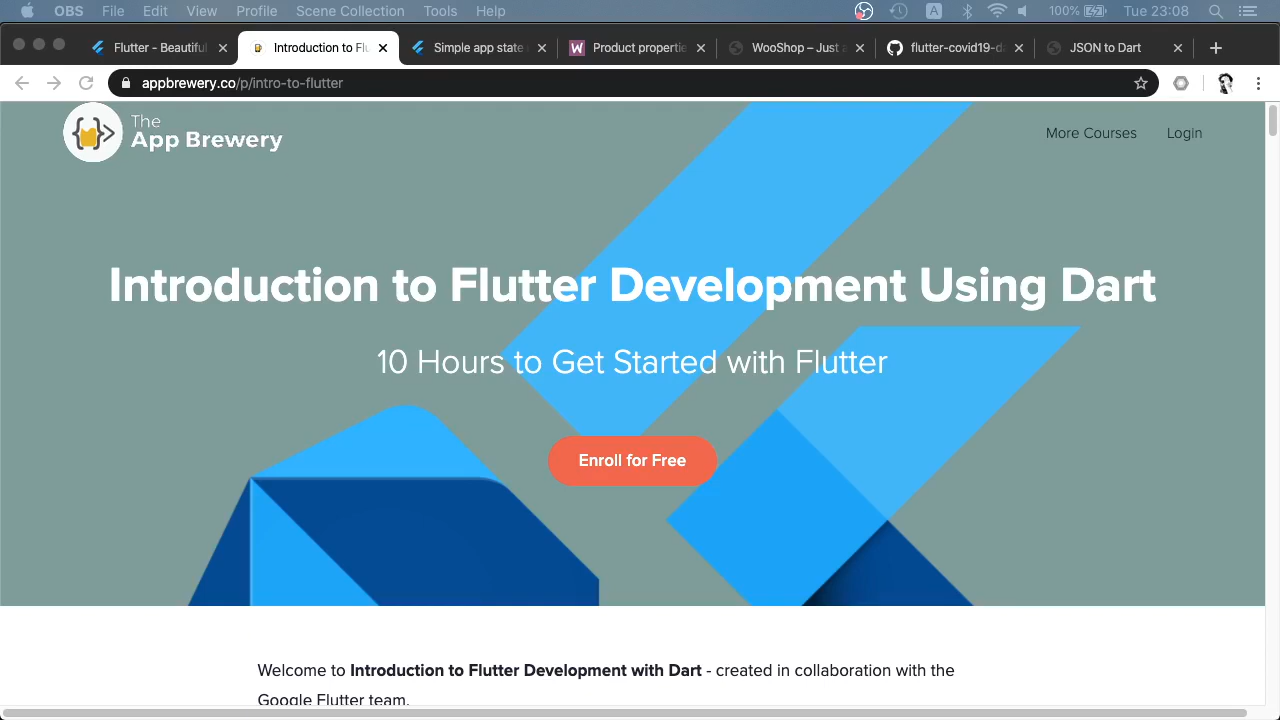 OBS File Edit View Profile Scene Collection Tools Help A 100% Tue 23:08
Flutter - Beautiful Introduction to Flu Simple app state Product propertie WooShop – Just a flutter-covid19-da JSON to Dart
appbrewery.co/p/intro-to-flutter
The
App Brewery
More Courses Login
Introduction to Flutter Development Using Dart
10 Hours to Get Started with Flutter
Enroll for Free
Welcome to Introduction to Flutter Development with Dart - created in collaboration with the
Google Flutter team.